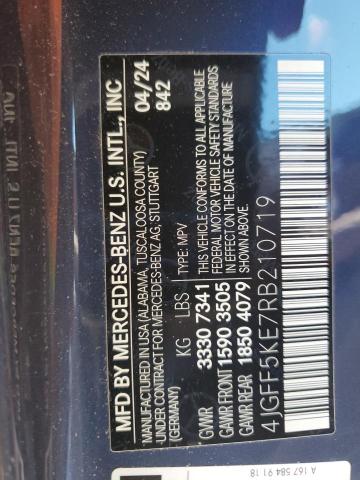 MFD BY MERCEDES-BENZ U.S. INTL., INC
MANUFACTURED IN USA (ALABAMA, TUSCALOOSA COUNTY)
UNDER CONTRACT FOR MERCEDES-BENZ AG, STUTTGART
(GERMANY)
04/24
842
KG LBS TYPE: MPV
GVWR 3330 7341
GAWR FRONT 1590 3505
GAWR REAR 1850 4079
THIS VEHICLE CONFORMS TO ALL APPLICABLE
FEDERAL MOTOR VEHICLE SAFETY STANDARDS
IN EFFECT ON THE DATE OF MANUFACTURE
SHOWN ABOVE
4JGFF5KE7RB210719
A 167 584 91 18